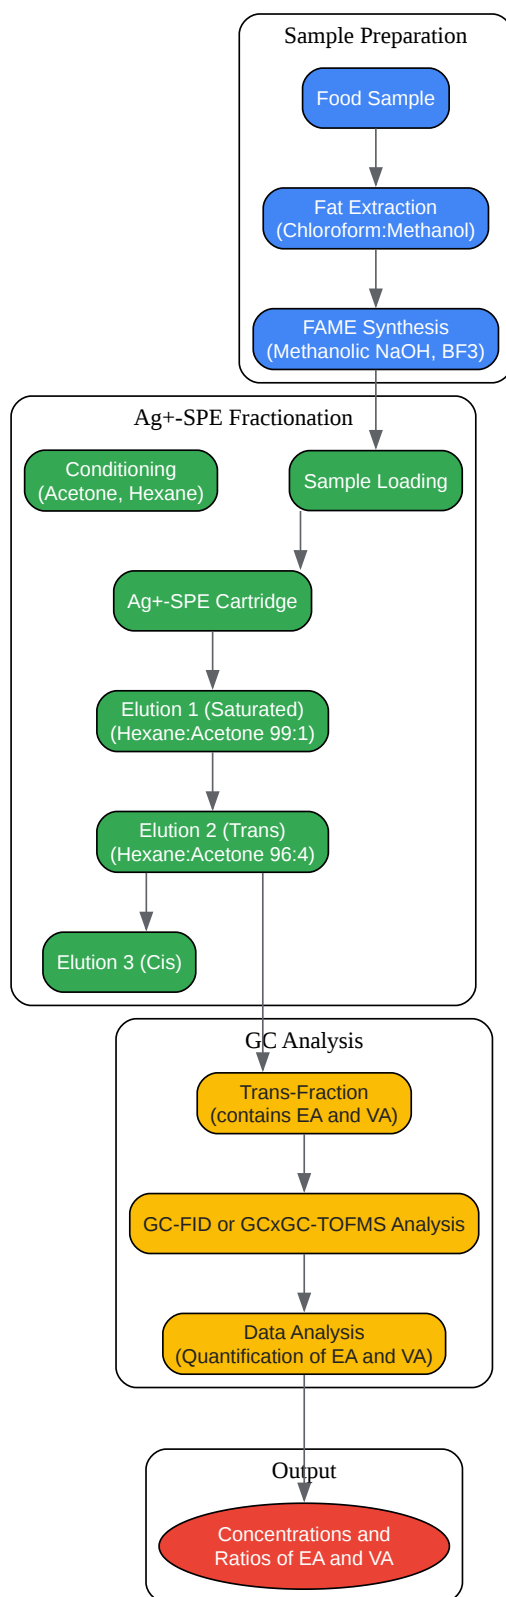 Sample Preparation
Food Sample
Fat Extraction
(Chloroform:Methanol)
FAME Synthesis
(Methanolic NaOH, BF3)
Ag+-SPE Fractionation
Conditioning
(Acetone, Hexane)
Sample Loading
Ag+-SPE Cartridge
Elution 1 (Saturated)
(Hexane:Acetone 99:1)
Elution 2 (Trans)
(Hexane:Acetone 96:4)
Elution 3 (Cis)
GC Analysis
Trans-Fraction
(contains EA and VA)
GC-FID or GCxGC-TOFMS Analysis
Data Analysis
(Quantification of EA and VA)
Output
Concentrations and
Ratios of EA and VA